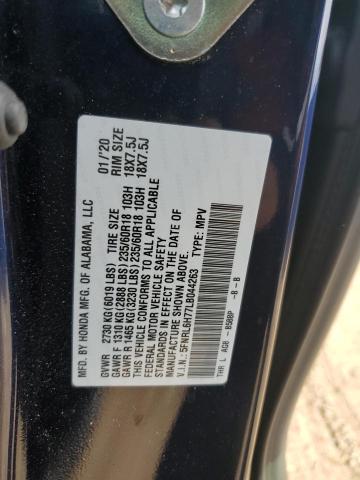 MFD. BY HONDA MFG. OF ALABAMA, LLC 01/'20
TIRE SIZE RIM SIZE
GVWR 2730 KG(6019 LBS)
GAWR F 1310 KG(2888 LBS) 235/60R18 103H 18X7.5J
GAWR R 1465 KG(3230 LBS) 235/60R18 103H 18X7.5J
THIS VEHICLE CONFORMS TO ALL APPLICABLE
FEDERAL MOTOR VEHICLE SAFETY
STANDARDS IN EFFECT ON THE DATE OF
MANUFACTURE SHOWN ABOVE.
V.I.N.: 5FNRL6H77LB044263 TYPE: MPV
THR L AG8 - B588P -B -B